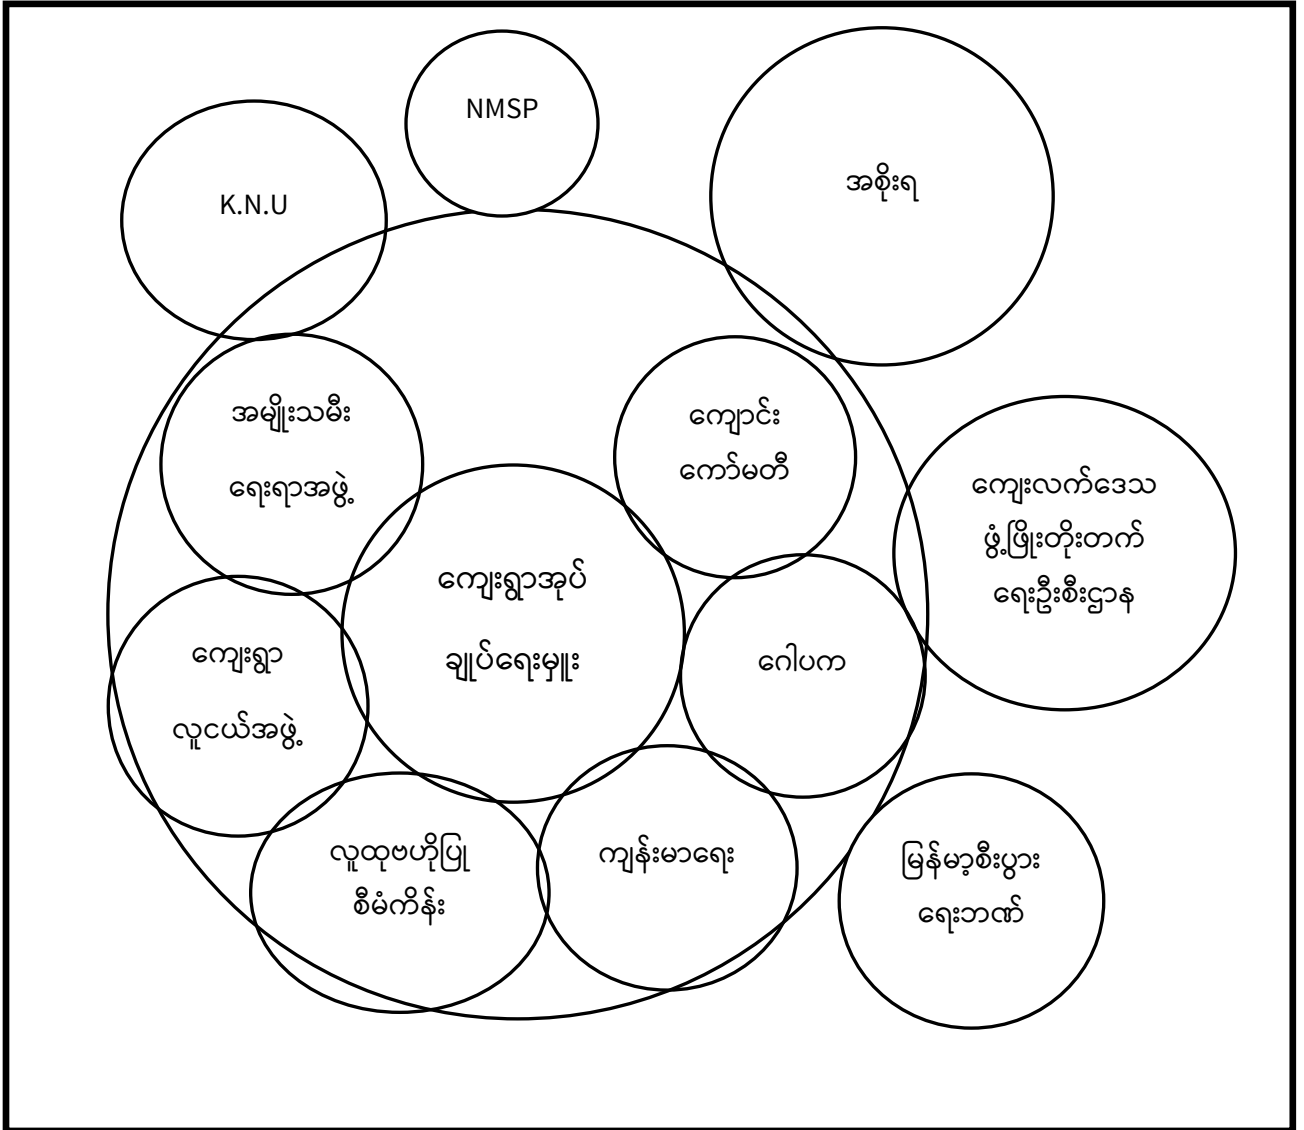 NMSP
K.N.U
အစိုးရ
အမျိုးသမီး
ရေးရာအဖွဲ့
ကျောင်း
ကော်မတီ
ကျေးလက်ဒေသ
ဖွံ့ဖြိုးတိုးတက်
ရေးဦးစီးဌာန
ကျေးရွာအုပ်
ချုပ်ရေးမှူး
ကျေးရွာ
လူငယ်အဖွဲ့
ဂေါပက
လူထုဗဟိုပြု
စီမံကိန်း
ကျန်းမာရေး
မြန်မာ့စီးပွား
ရေးဘဏ်